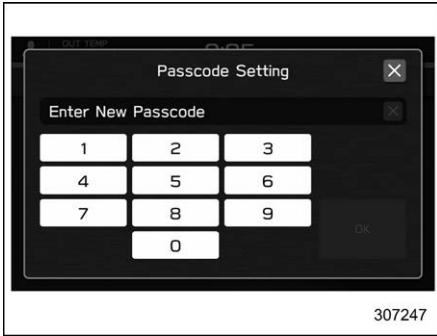 OUT TEMP
Passcode Setting
Enter New Passcode
1 2 3
4 5 6
7 8 9
OK
0
307247